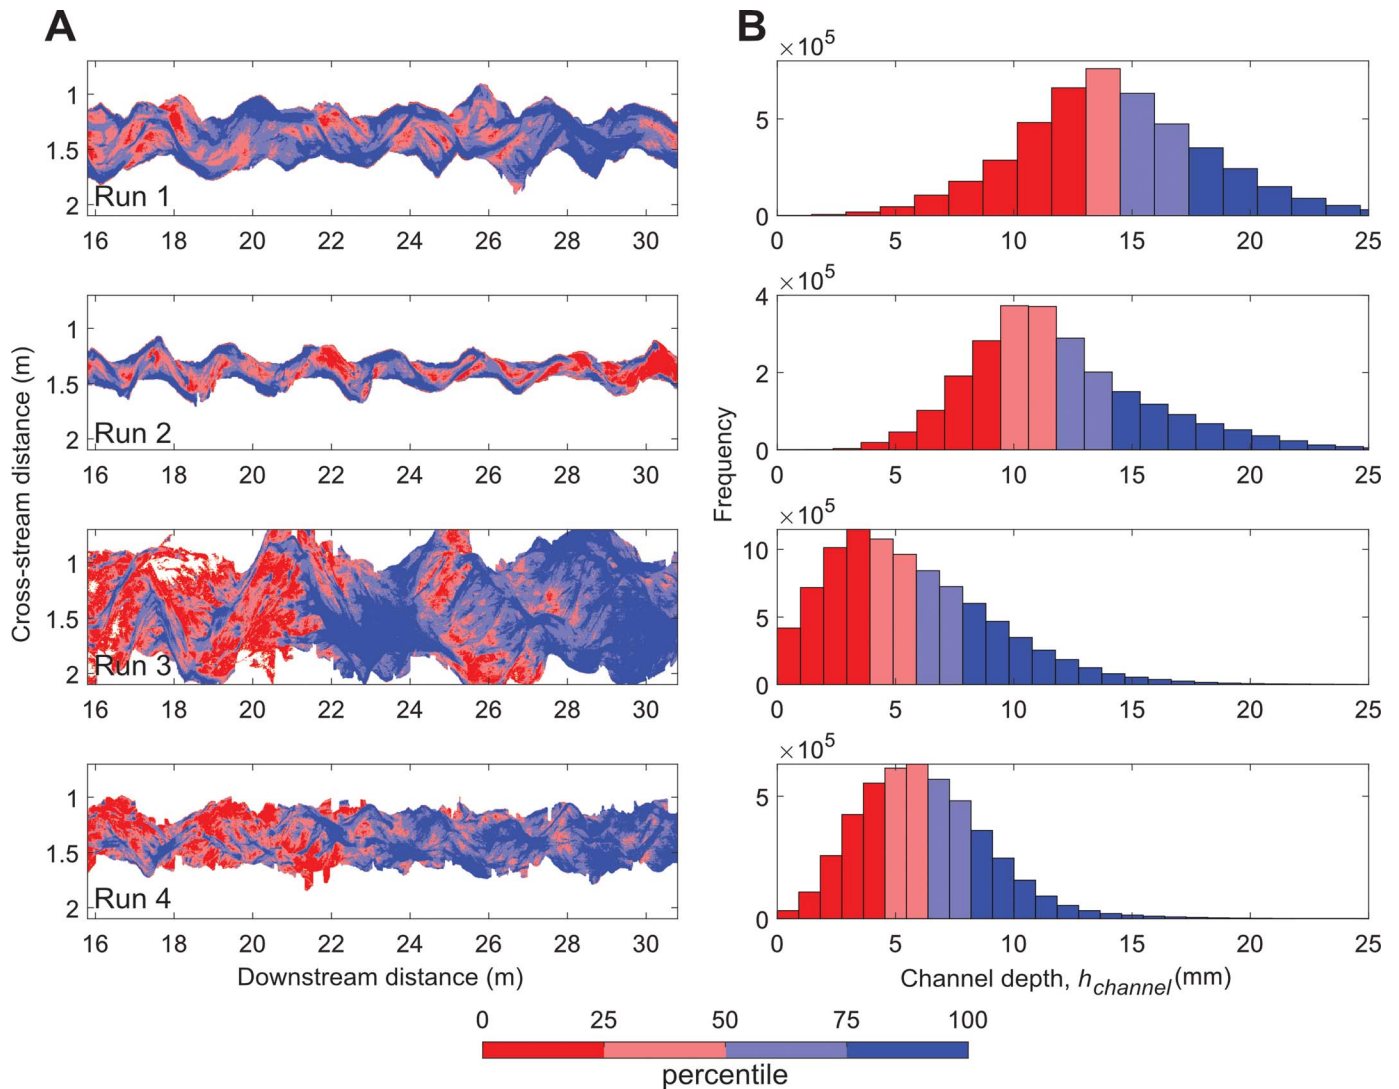 A
B
×10⁵
1
1.5
2
Run 1
16 18 20 22 24 26 28 30
5
0
0 5 10 15 20 25
×10⁵
1
1.5
2
Run 2
16 18 20 22 24 26 28 30
4
2
0
0 5 10 15 20 25
×10⁵
1
1.5
2
Run 3
16 18 20 22 24 26 28 30
10
5
0
0 5 10 15 20 25
×10⁵
1
1.5
2
Run 4
16 18 20 22 24 26 28 30
5
0
0 5 10 15 20 25
Cross-stream distance (m)
Frequency
Downstream distance (m)
Channel depth, h_channel (mm)
0 25 50 75 100
percentile